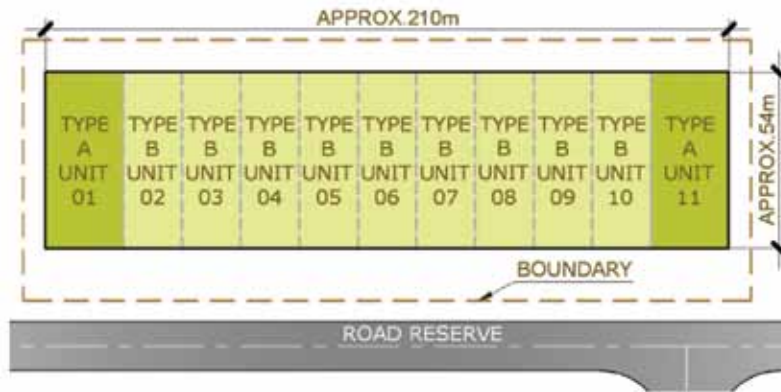 APPROX.210m
TYPE
A
UNIT
01
TYPE
B
UNIT
02
TYPE
B
UNIT
03
TYPE
B
UNIT
04
TYPE
B
UNIT
05
TYPE
B
UNIT
06
TYPE
B
UNIT
07
TYPE
B
UNIT
08
TYPE
B
UNIT
09
TYPE
B
UNIT
10
TYPE
A
UNIT
11
APPROX.54m
BOUNDARY
ROAD RESERVE